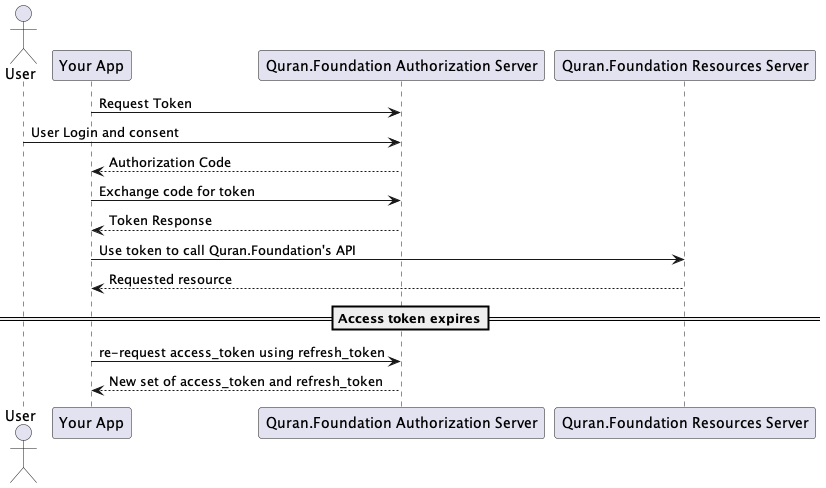 User
Your App
Quran.Foundation Authorization Server
Quran.Foundation Resources Server
Request Token
User Login and consent
Authorization Code
Exchange code for token
Token Response
Use token to call Quran.Foundation's API
Requested resource
Access token expires
re-request access_token using refresh_token
New set of access_token and refresh_token
User
Your App
Quran.Foundation Authorization Server
Quran.Foundation Resources Server